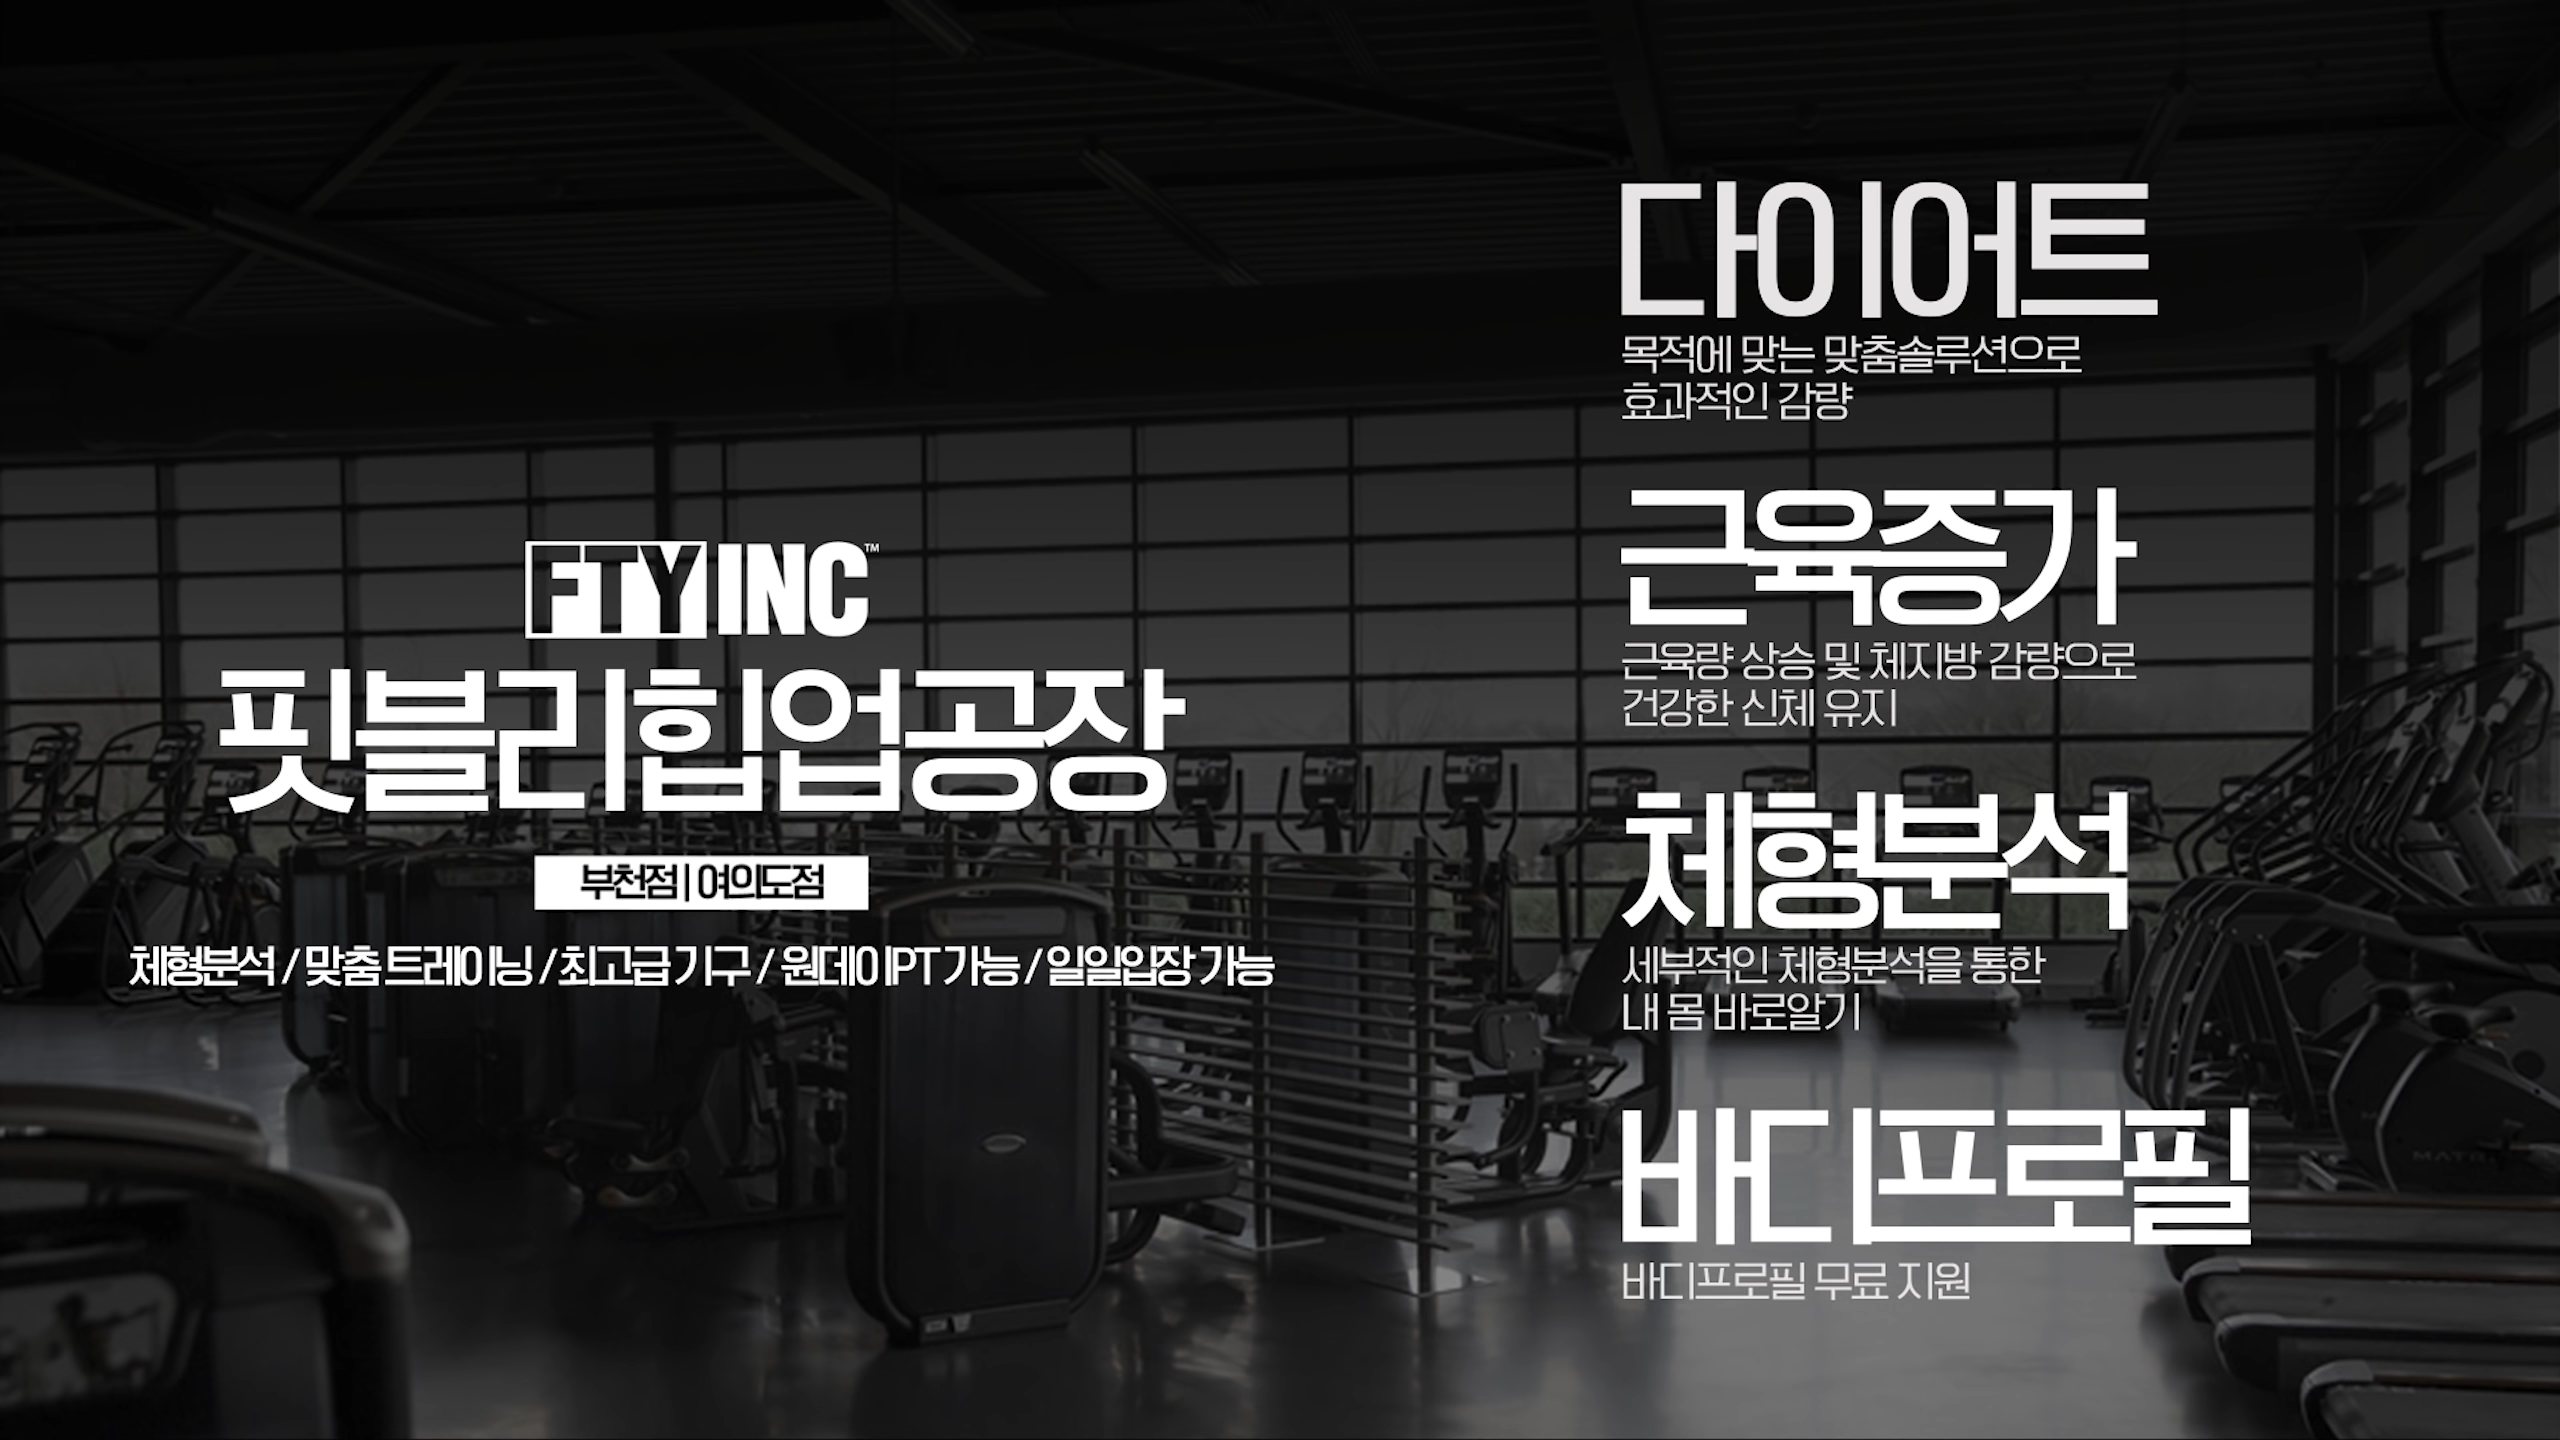 FTY INC™
핏블리힙업공장
부천점 | 여의도점
체형분석 / 맞춤 트레이닝 / 최고급 기구 / 원데이PT 가능 / 일일입장 가능
다이어트
목적에 맞는 맞춤솔루션으로
효과적인 감량
근육증가
근육량 상승 및 체지방 감량으로
건강한 신체 유지
체형분석
세부적인 체형분석을 통한
내 몸 바로알기
바디프로필
바디프로필 무료 지원